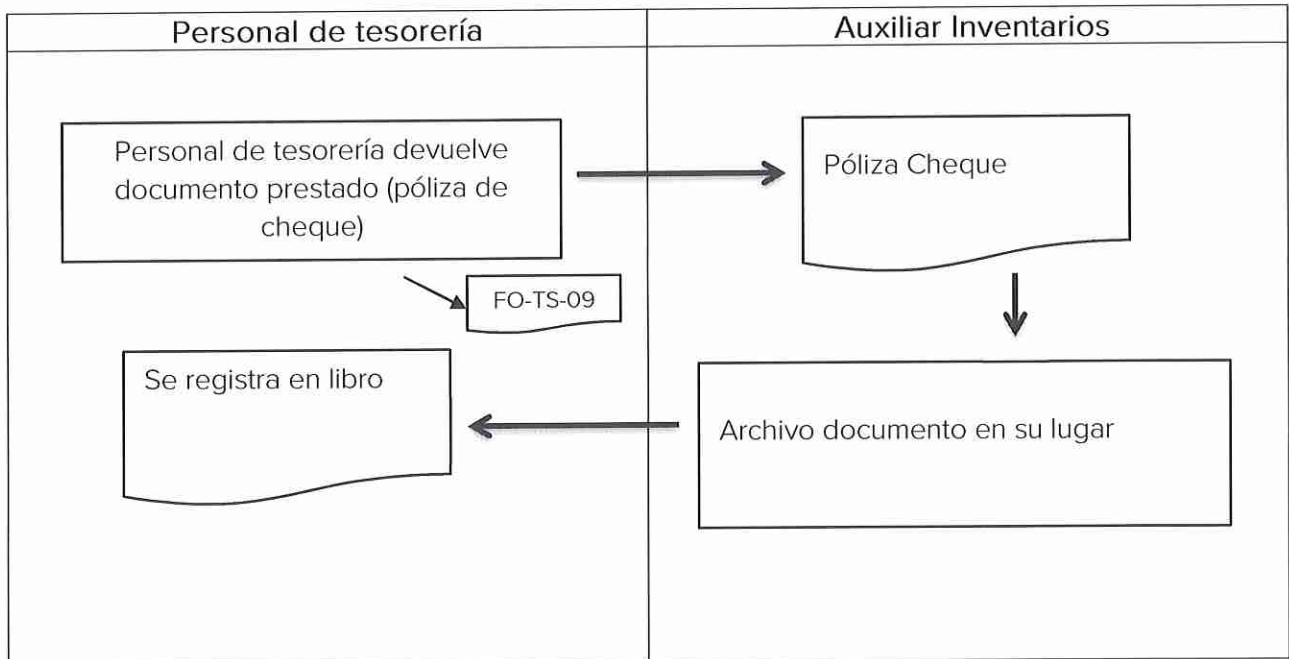 Personal de tesorería
Auxiliar Inventarios
Personal de tesorería devuelve
documento prestado (póliza de
cheque)
Póliza Cheque
FO-TS-09
Se registra en libro
Archivo documento en su lugar